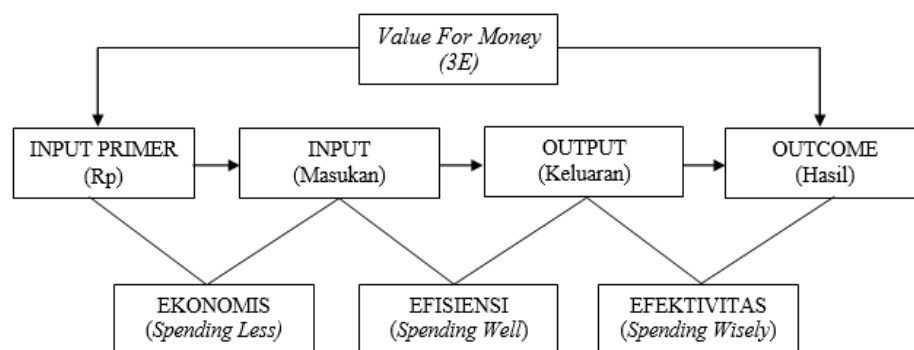 Value For Money
(3E)
INPUT PRIMER
(Rp)
INPUT
(Masukan)
OUTPUT
(Keluaran)
OUTCOME
(Hasil)
EKONOMIS
(Spending Less)
EFISIENSI
(Spending Well)
EFEKTIVITAS
(Spending Wisely)